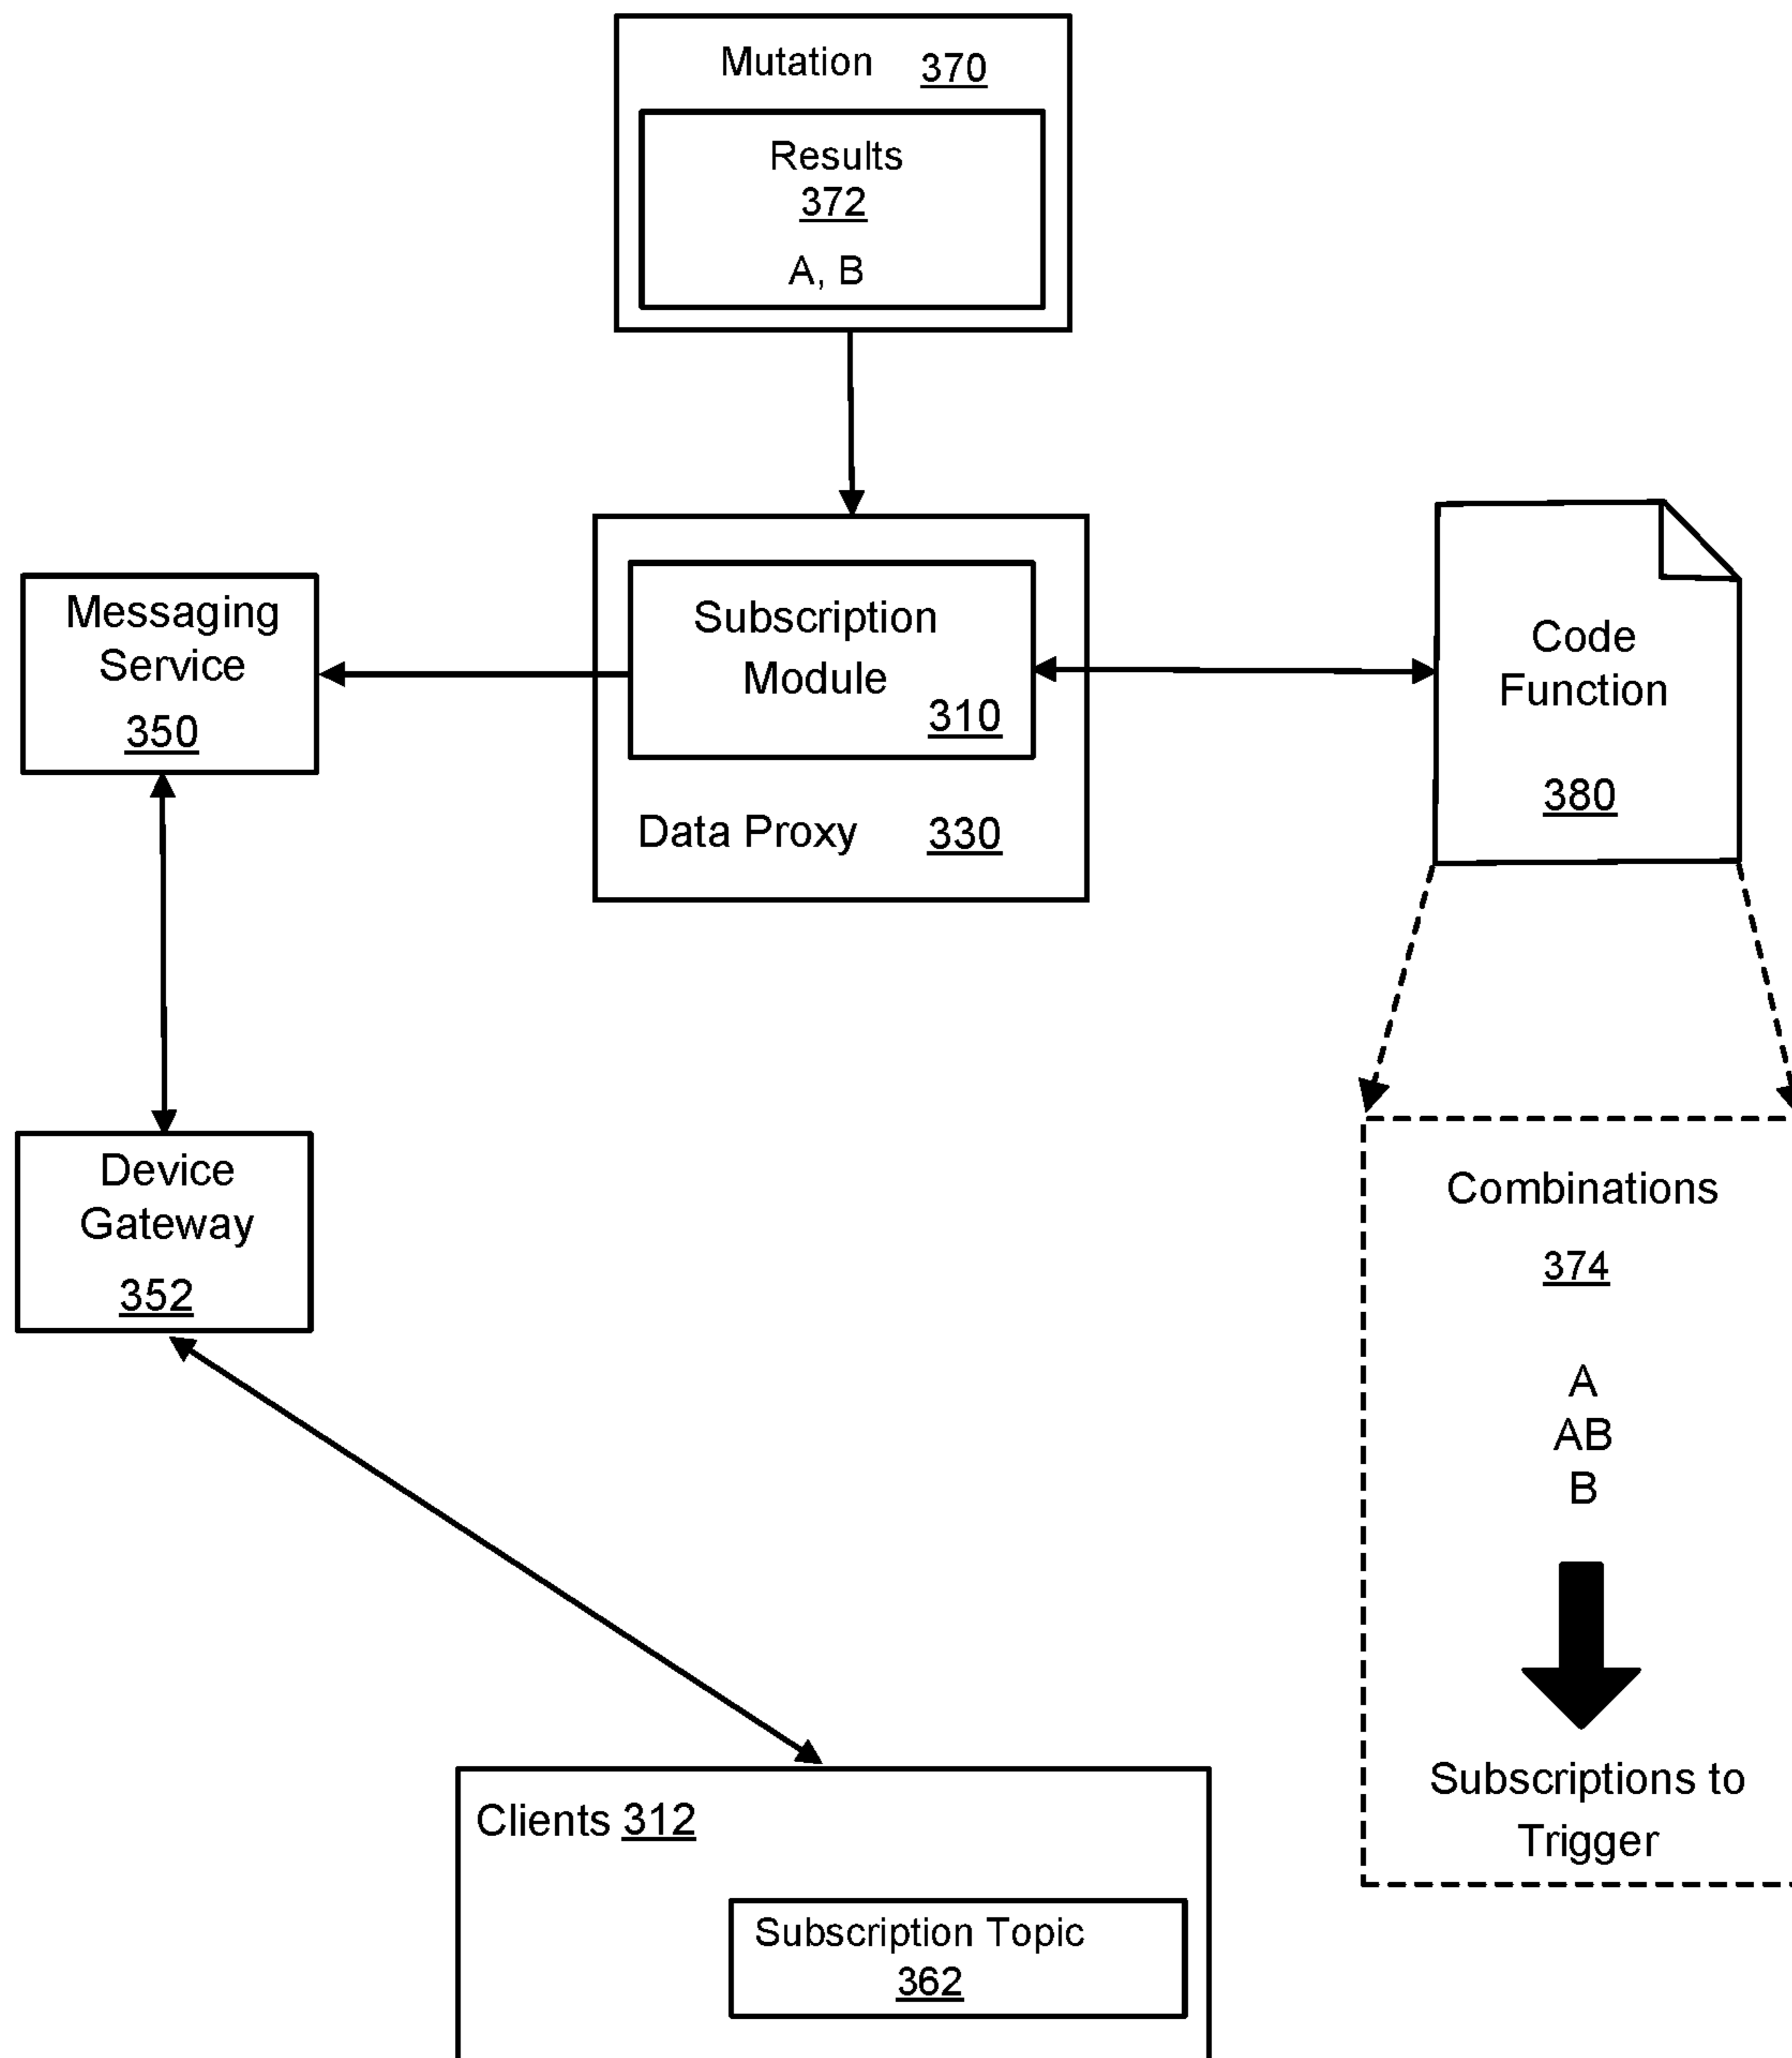 Mutation 370
Results
372
A, B
Messaging
Service
350
Subscription
Module
310
Data Proxy 330
Code
Function
380
Device
Gateway
352
Combinations
374
A
AB
B
Subscriptions to
Trigger
Clients 312
Subscription Topic
362